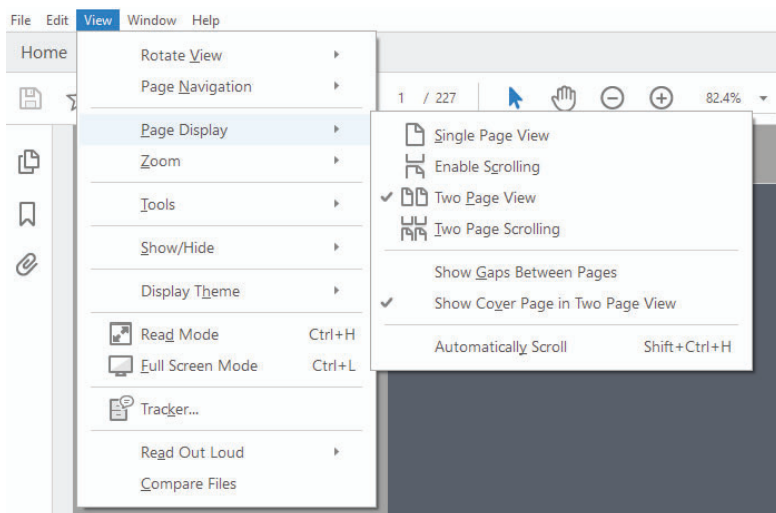 File Edit View Window Help
Home
1 / 227 82.4%
Rotate View
Page Navigation
Page Display
Zoom
Tools
Show/Hide
Display Theme
Read Mode Ctrl+H
Full Screen Mode Ctrl+L
Tracker...
Read Out Loud
Compare Files
Single Page View
Enable Scrolling
Two Page View
Two Page Scrolling
Show Gaps Between Pages
Show Cover Page in Two Page View
Automatically Scroll Shift+Ctrl+H